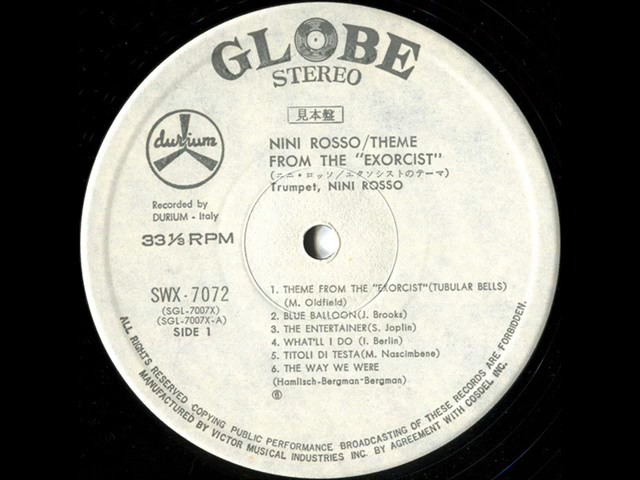 GLOBE
STEREO
見本盤
durium
NINI ROSSO/THEME
FROM THE "EXORCIST"
(ニニ・ロッソ/エクソシストのテーマ)
Trumpet, NINI ROSSO
Recorded by
DURIUM - Italy
33⅓ RPM
SWX-7072
(SGL-7007X)
(SGL-7007X-A)
SIDE 1
1. THEME FROM THE "EXORCIST"(TUBULAR BELLS)
(M. Oldfield)
2. BLUE BALLOON(J. Brooks)
3. THE ENTERTAINER(S. Joplin)
4. WHAT'LL I DO (I. Berlin)
5. TITOLI DI TESTA(M. Nascimbene)
6. THE WAY WE WERE
(Hamlisch-Bergman-Bergman)
ALL RIGHTS RESERVED COPYING PUBLIC PERFORMANCE BROADCASTING OF THESE RECORDS ARE FORBIDDEN.
MANUFACTURED BY VICTOR MUSICAL INDUSTRIES INC. BY AGREEMENT WITH COSDEL INC.